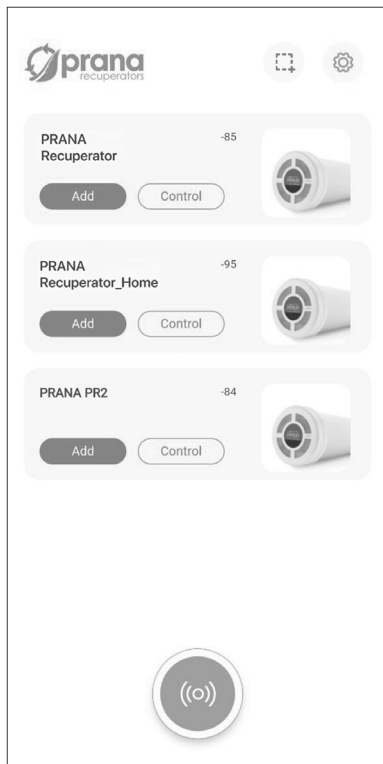 prana
recuperators
PRANA
Recuperator
-85
Add
Control
PRANA
Recuperator_Home
-95
Add
Control
PRANA PR2
-84
Add
Control